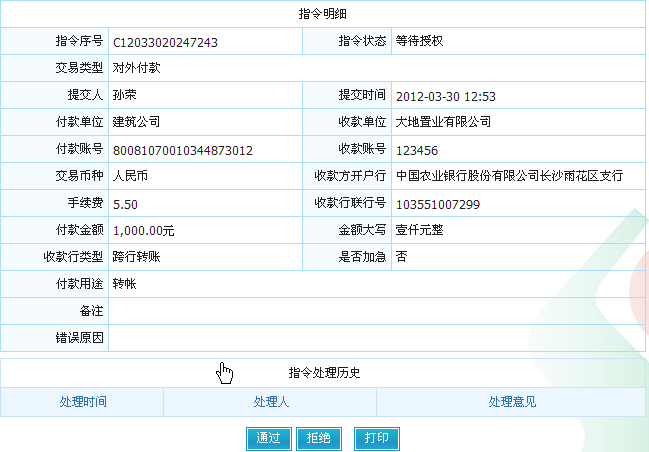 指令明细
指令序号 C12033020247243 指令状态 等待授权
交易类型 对外付款
提交人 孙荣 提交时间 2012-03-30 12:53
付款单位 建筑公司 收款单位 大地置业有限公司
付款账号 80081070010344873012 收款账号 123456
交易币种 人民币 收款方开户行 中国农业银行股份有限公司长沙雨花区支行
手续费 5.50 收款行联行号 103551007299
付款金额 1,000.00元 金额大写 壹仟元整
收款行类型 跨行转账 是否加急 否
付款用途 转帐
备注
错误原因
指令处理历史
处理时间 处理人 处理意见
通过 拒绝 打印